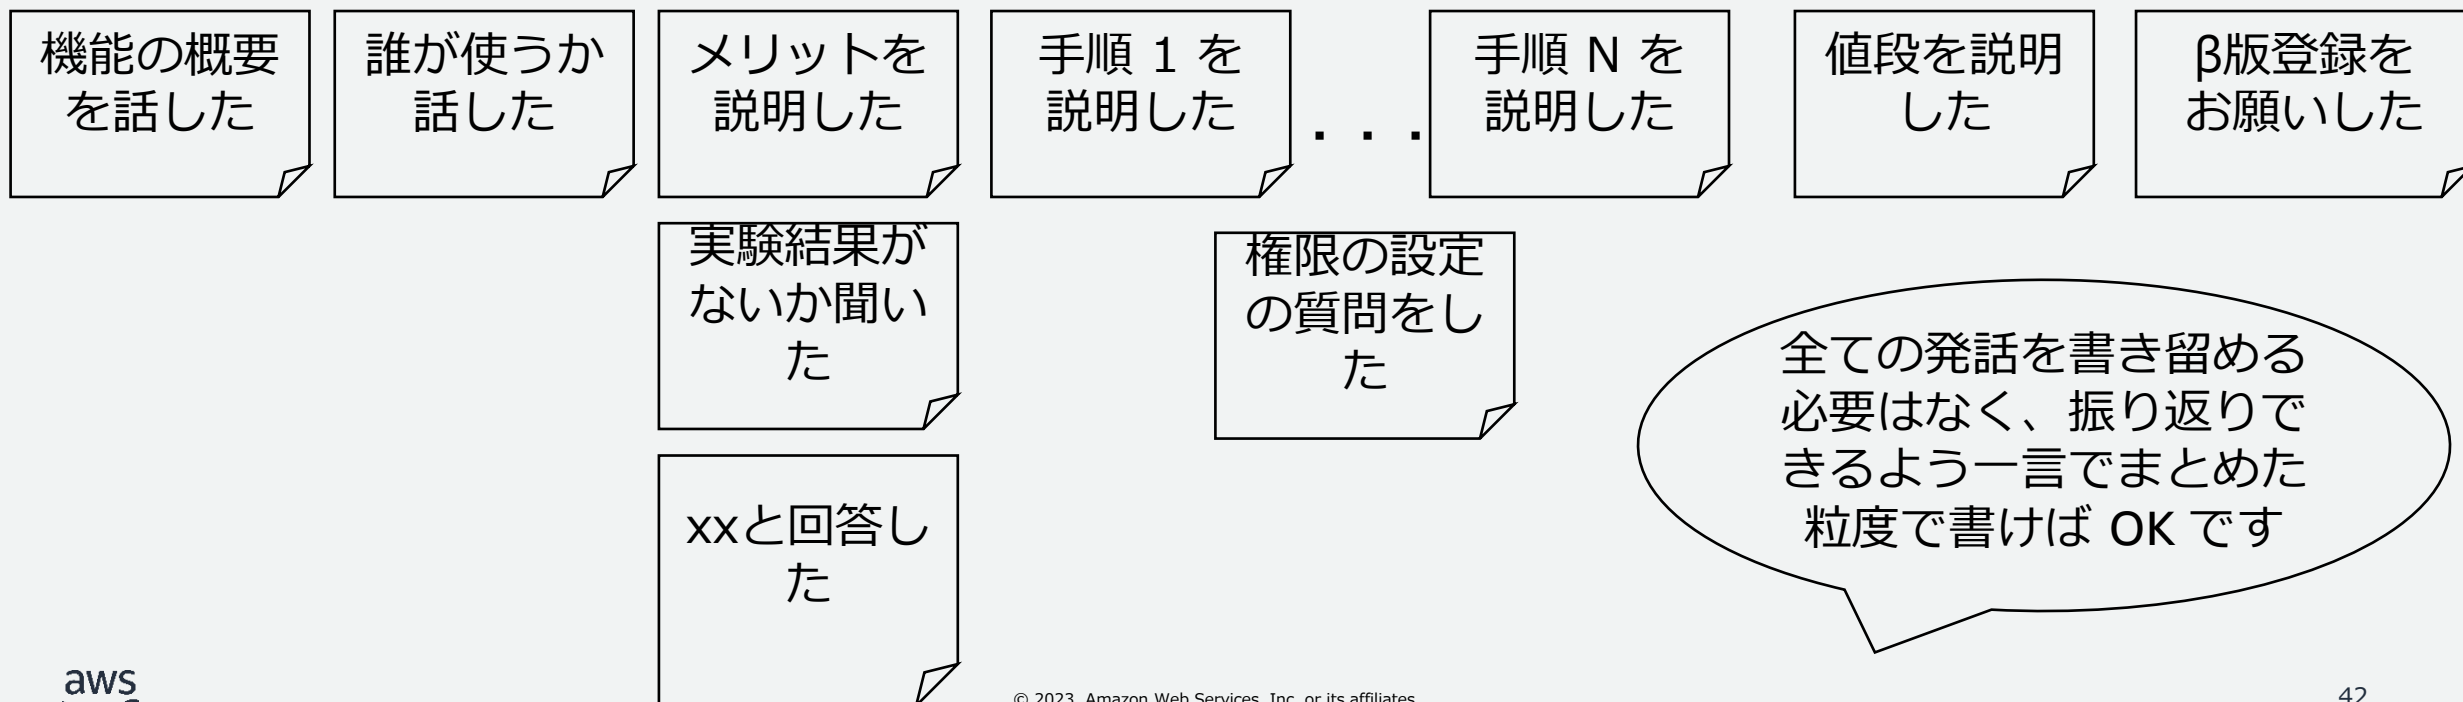 機能の概要
を話した
誰が使うか
話した
メリットを
説明した
手順 1 を
説明した
・・・
手順 N を
説明した
値段を説明
した
β版登録を
お願いした
実験結果が
ないか聞い
た
権限の設定
の質問をし
た
xxと回答し
た
全ての発話を書き留める
必要はなく、振り返りで
きるよう一言でまとめた
粒度で書けば OK です
aws
© 2023, Amazon Web Services, Inc. or its affiliates.
42